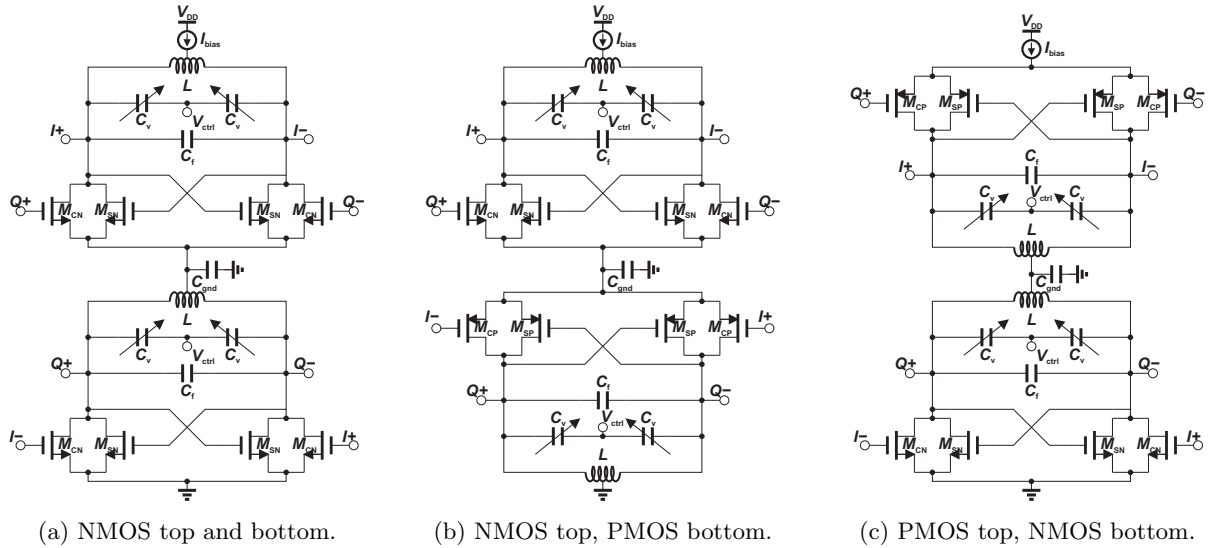 V_DD
I_bias
L
C_v C_v
V_ctrl
I+ I−
C_f
Q+ M_CN M_SN M_SN M_CN Q−
C_gnd
L
C_v C_v
V_ctrl
Q+ Q−
C_f
I− M_CN M_SN M_SN M_CN I+
(a) NMOS top and bottom.
V_DD
I_bias
L
C_v C_v
V_ctrl
I+ I−
C_f
Q+ M_CN M_SN M_SN M_CN Q−
C_gnd
I− M_CP M_SP M_SP M_CP I+
Q+ C_f Q−
C_v V_ctrl C_v
L
(b) NMOS top, PMOS bottom.
V_DD
I_bias
Q+ M_CP M_SP M_SP M_CP Q−
I+ C_f I−
C_v V_ctrl C_v
L
C_gnd
L
C_v C_v
V_ctrl
Q+ Q−
C_f
I− M_CN M_SN M_SN M_CN I+
(c) PMOS top, NMOS bottom.